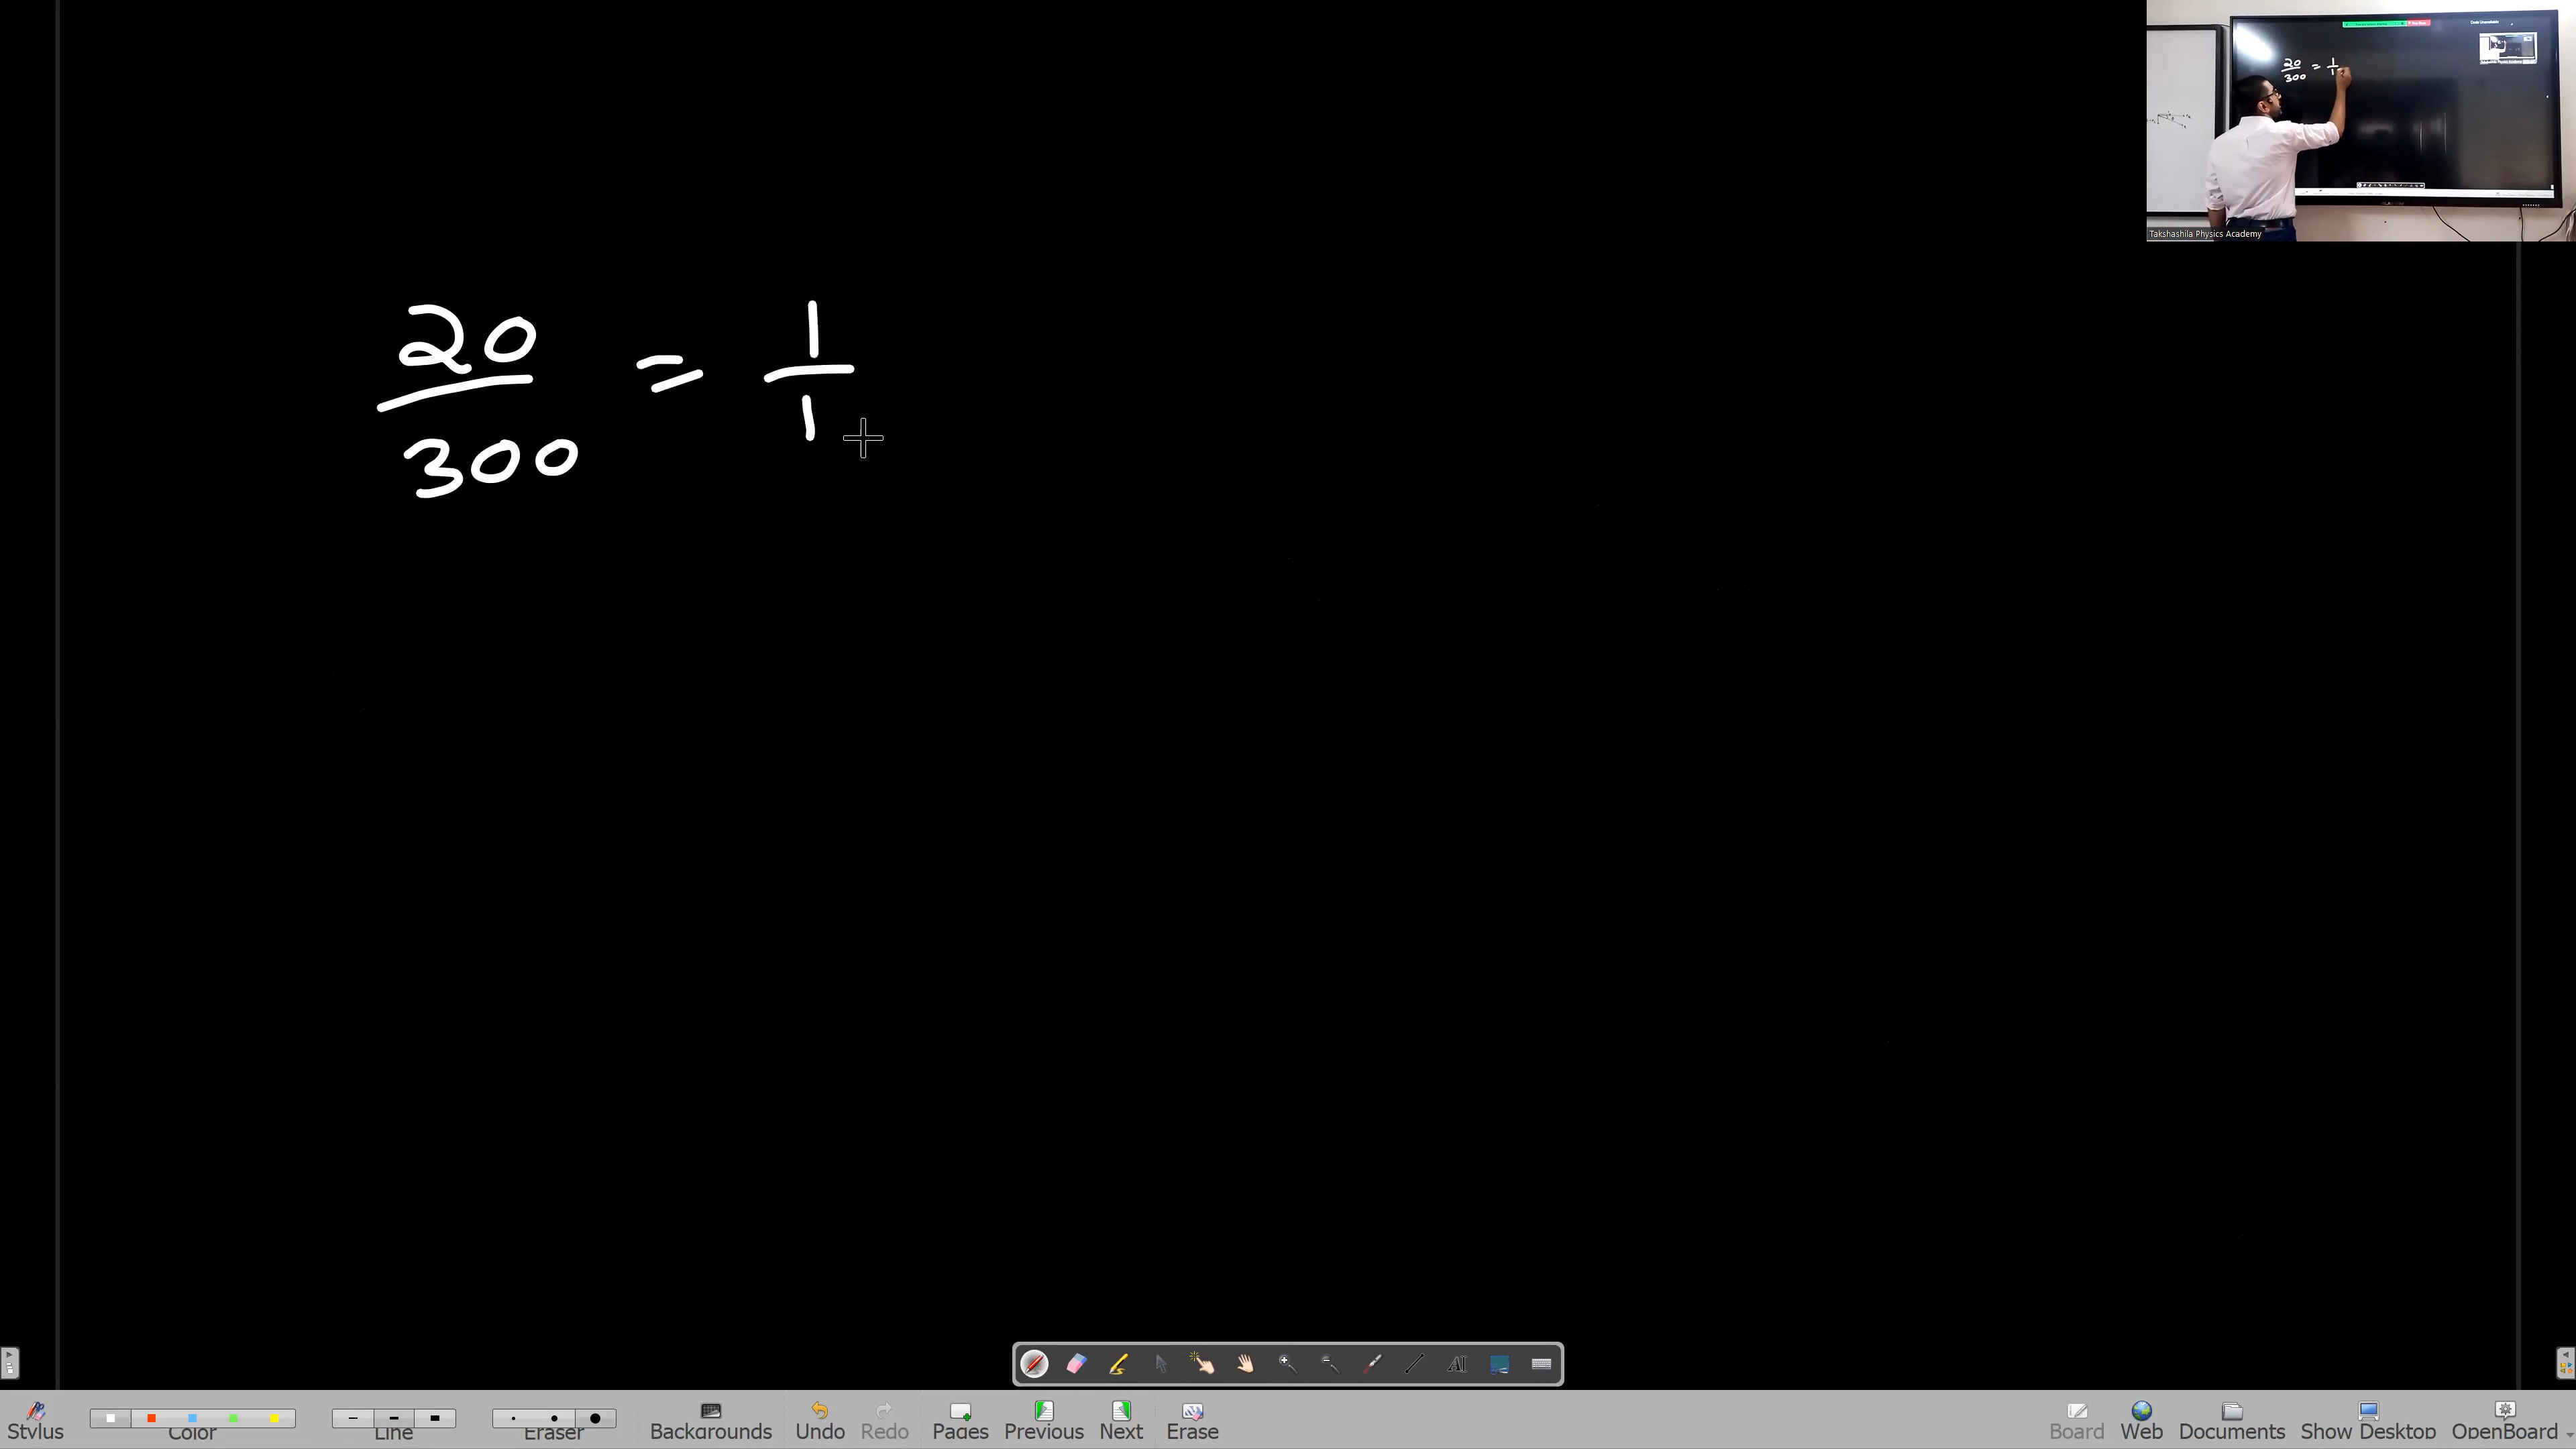 Takshashila Physics Academy
20/300 = 1/1
Stylus Color Line Eraser Backgrounds Undo Redo Pages Previous Next Erase Board Web Documents Show Desktop OpenBoard